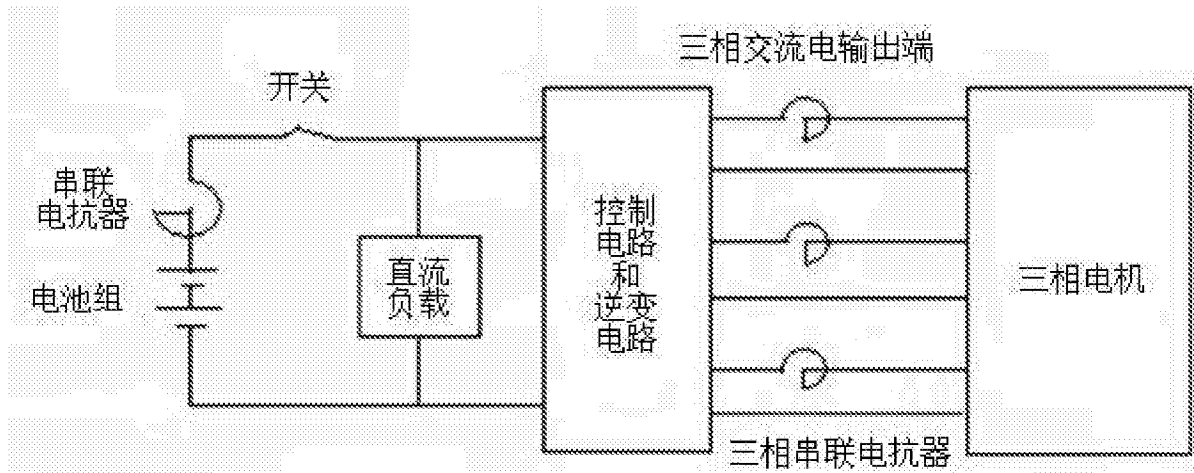 三相交流电输出端
开关
串联
电抗器
电池组
直流
负载
控制
电路
和
逆变
电路
三相电机
三相串联电抗器